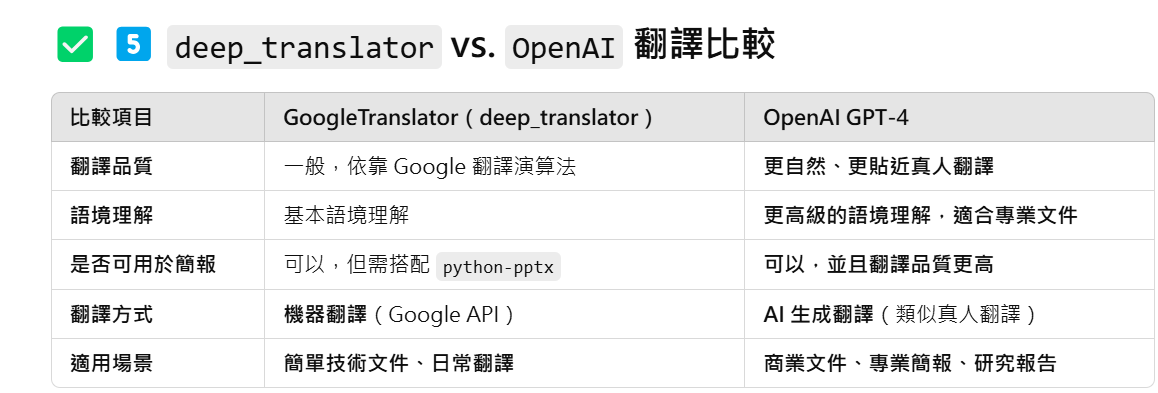 ✅ 5️⃣ deep_translator vs. OpenAI 翻譯比較
比較項目 GoogleTranslator（deep_translator） OpenAI GPT-4
翻譯品質 一般，依靠 Google 翻譯演算法 更自然、更貼近真人翻譯
語境理解 基本語境理解 更高級的語境理解，適合專業文件
是否可用於簡報 可以，但需搭配 python-pptx 可以，並且翻譯品質更高
翻譯方式 機器翻譯（Google API） AI 生成翻譯（類似真人翻譯）
適用場景 簡單技術文件、日常翻譯 商業文件、專業簡報、研究報告